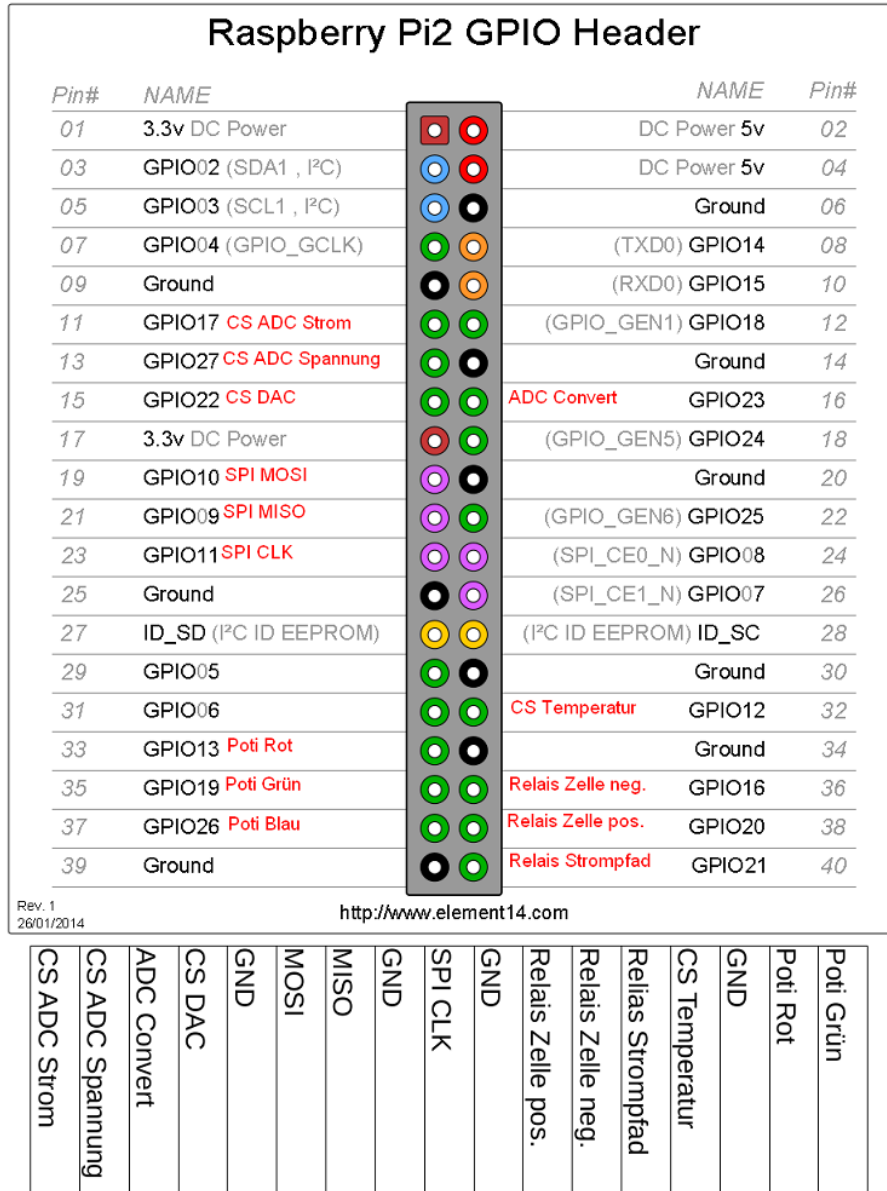 Raspberry Pi2 GPIO Header
Pin# NAME NAME Pin#
01 3.3v DC Power DC Power 5v 02
03 GPIO02 (SDA1 , I²C) DC Power 5v 04
05 GPIO03 (SCL1 , I²C) Ground 06
07 GPIO04 (GPIO_GCLK) (TXD0) GPIO14 08
09 Ground (RXD0) GPIO15 10
11 GPIO17 CS ADC Strom (GPIO_GEN1) GPIO18 12
13 GPIO27 CS ADC Spannung Ground 14
15 GPIO22 CS DAC ADC Convert GPIO23 16
17 3.3v DC Power (GPIO_GEN5) GPIO24 18
19 GPIO10 SPI MOSI Ground 20
21 GPIO09 SPI MISO (GPIO_GEN6) GPIO25 22
23 GPIO11 SPI CLK (SPI_CE0_N) GPIO08 24
25 Ground (SPI_CE1_N) GPIO07 26
27 ID_SD (I²C ID EEPROM) (I²C ID EEPROM) ID_SC 28
29 GPIO05 Ground 30
31 GPIO06 CS Temperatur GPIO12 32
33 GPIO13 Poti Rot Ground 34
35 GPIO19 Poti Grün Relais Zelle neg. GPIO16 36
37 GPIO26 Poti Blau Relais Zelle pos. GPIO20 38
39 Ground Relais Strompfad GPIO21 40
Rev. 1
26/01/2014
http://www.element14.com
CS ADC Strom
CS ADC Spannung
ADC Convert
CS DAC
GND
MOSI
MISO
GND
SPI CLK
GND
Relais Zelle pos.
Relais Zelle neg.
Relias Strompfad
CS Temperatur
GND
Poti Rot
Poti Grün